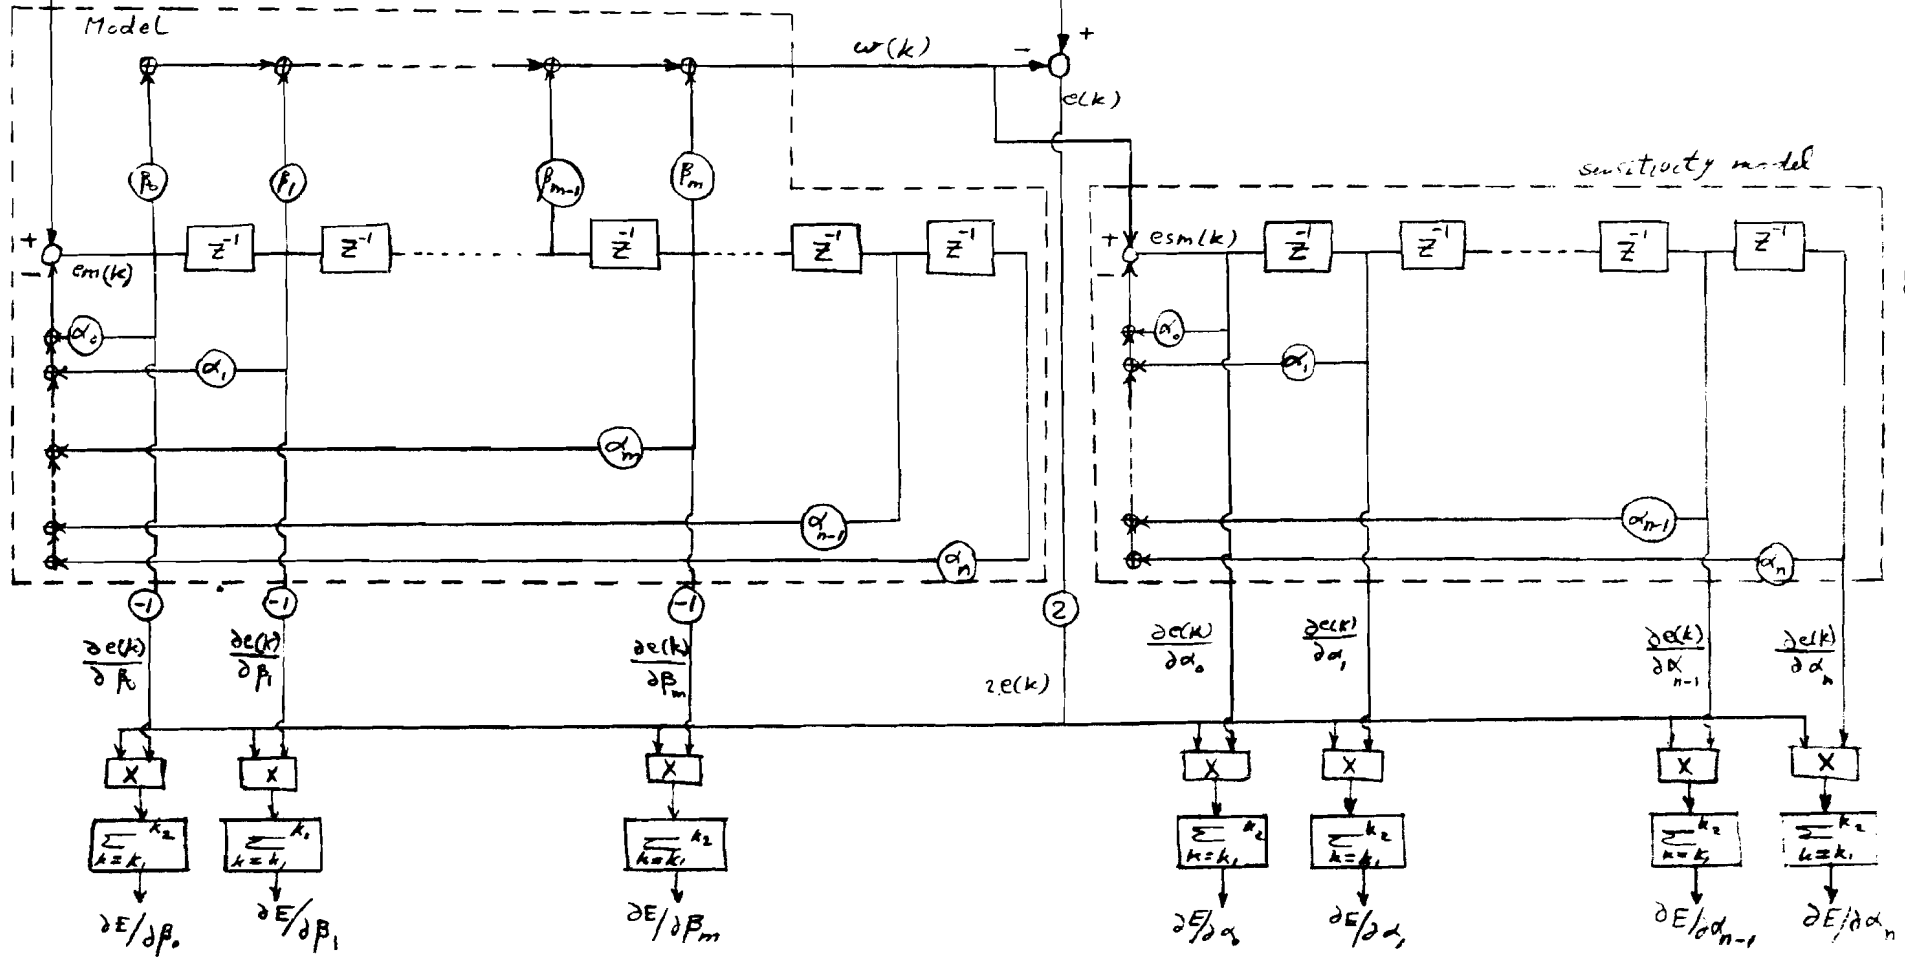 Model
ω(k)
-
+
e(k)
β₀
β₁
βₘ₋₁
βₘ
sensitivity model
+
-
em(k)
Z⁻¹
Z⁻¹
Z⁻¹
Z⁻¹
Z⁻¹
+
-
esm(k)
Z⁻¹
Z⁻¹
Z⁻¹
Z⁻¹
α₀
α₁
αₘ
αₙ₋₁
αₙ
α₀
α₁
αₙ₋₁
αₙ
-1
-1
-1
2
∂e(k)/∂β₀
∂e(k)/∂β₁
∂e(k)/∂βₘ
2e(k)
∂e(k)/∂α₀
∂e(k)/∂α₁
∂e(k)/∂αₙ₋₁
∂e(k)/∂αₙ
X
X
X
X
X
X
X
Σ k₂ k=k₁
Σ k₂ k=k₁
Σ k₂ k=k₁
Σ k₂ k=k₁
Σ k₂ k=k₁
Σ k₂ k=k₁
Σ k₂ k=k₁
∂E/∂β₀
∂E/∂β₁
∂E/∂βₘ
∂E/∂α₀
∂E/∂α₁
∂E/∂αₙ₋₁
∂E/∂αₙ